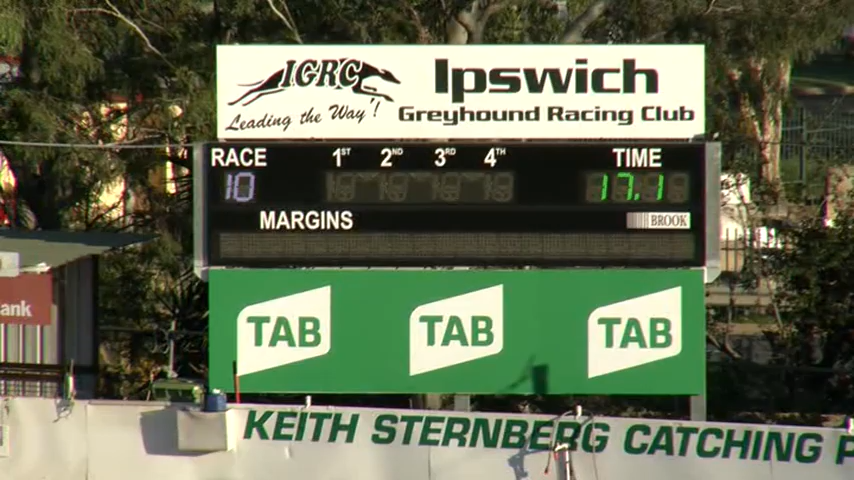 IGRC
Leading the Way'!
Ipswich
Greyhound Racing Club
RACE 1ST 2ND 3RD 4TH TIME
10 17.1
MARGINS BROOK
TAB TAB TAB
ank
KEITH STERNBERG CATCHING P